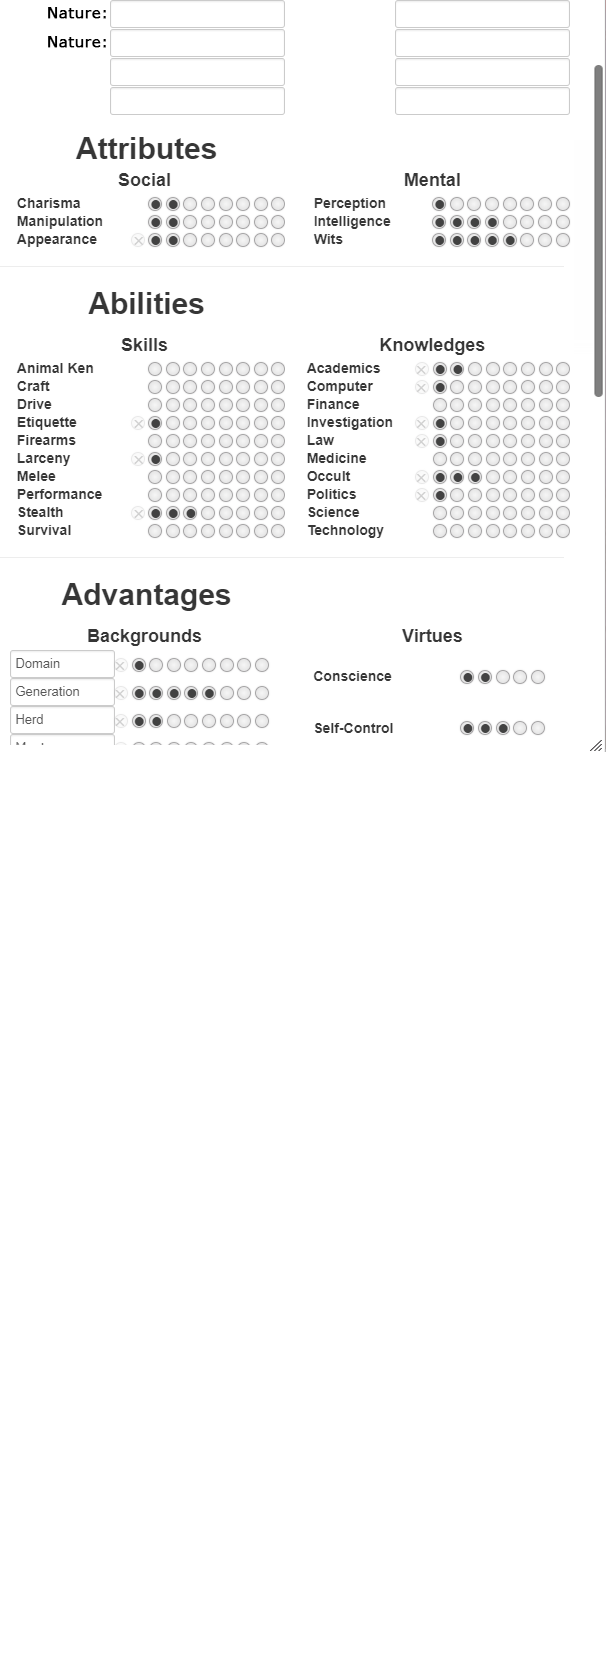 Nature:
Nature:
Attributes
Social Mental
Charisma Perception
Manipulation Intelligence
Appearance Wits
Abilities
Skills Knowledges
Animal Ken Academics
Craft Computer
Drive Finance
Etiquette Investigation
Firearms Law
Larceny Medicine
Melee Occult
Performance Politics
Stealth Science
Survival Technology
Advantages
Backgrounds Virtues
Domain
Conscience
Generation
Herd
Self-Control